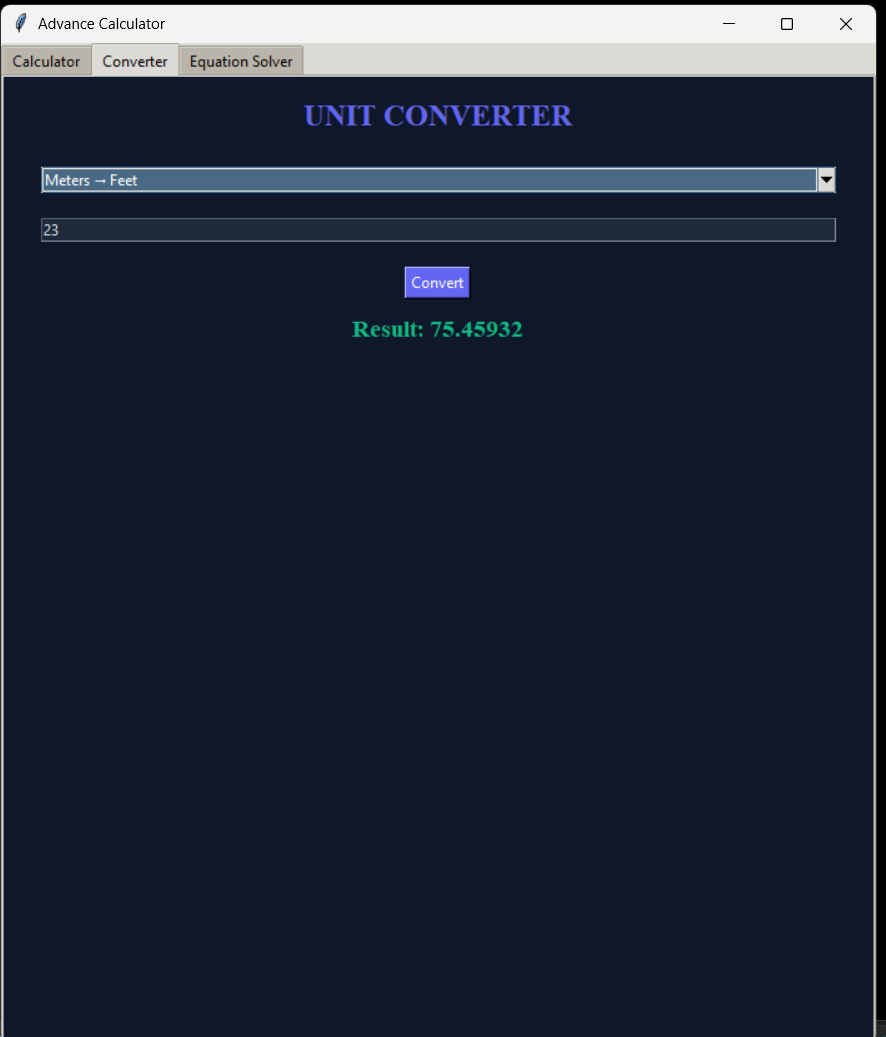 Advance Calculator
Calculator Converter Equation Solver
UNIT CONVERTER
Meters → Feet
23
Convert
Result: 75.45932